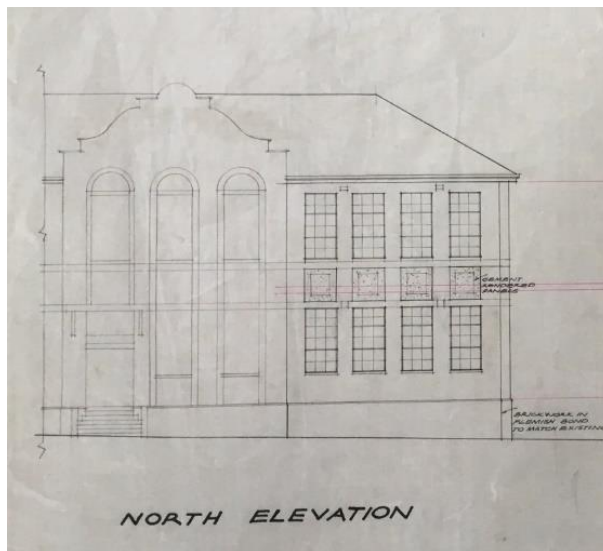 CEMENT
RENDERED
PANELS
BRICKWORK IN
FLEMISH BOND
TO MATCH EXISTING
NORTH ELEVATION